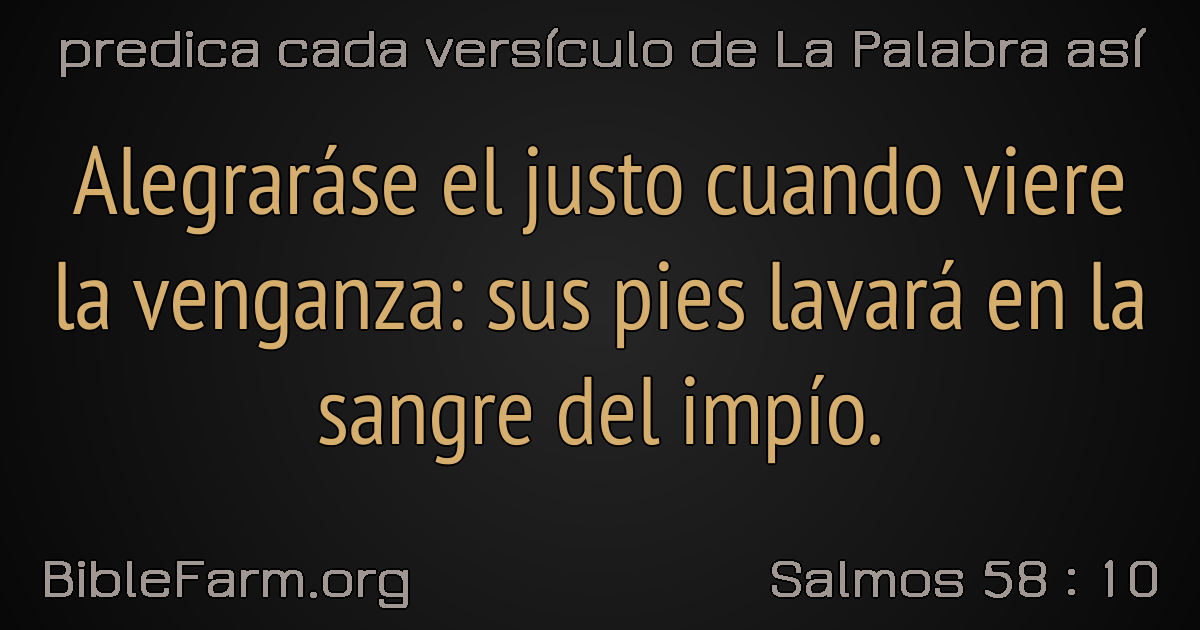 predica cada versículo de La Palabra así
Alegraráse el justo cuando viere
la venganza: sus pies lavará en la
sangre del impío.
BibleFarm.org
Salmos 58 : 10